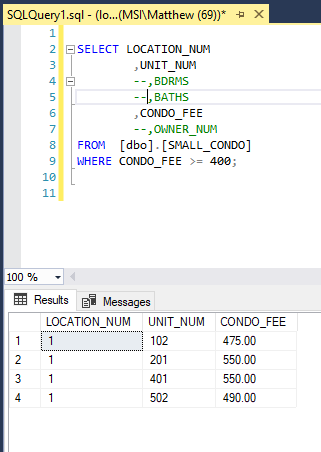 SQLQuery1.sql - (lo...(MSI\Matthew (69))*
1
2 SELECT LOCATION_NUM
3 ,UNIT_NUM
4 --,BDRMS
5 --,BATHS
6 ,CONDO_FEE
7 --,OWNER_NUM
8 FROM [dbo].[SMALL_CONDO]
9 WHERE CONDO_FEE >= 400;
10
11
100 %
Results Messages
LOCATION_NUM UNIT_NUM CONDO_FEE
1 1 102 475.00
2 1 201 550.00
3 1 401 550.00
4 1 502 490.00